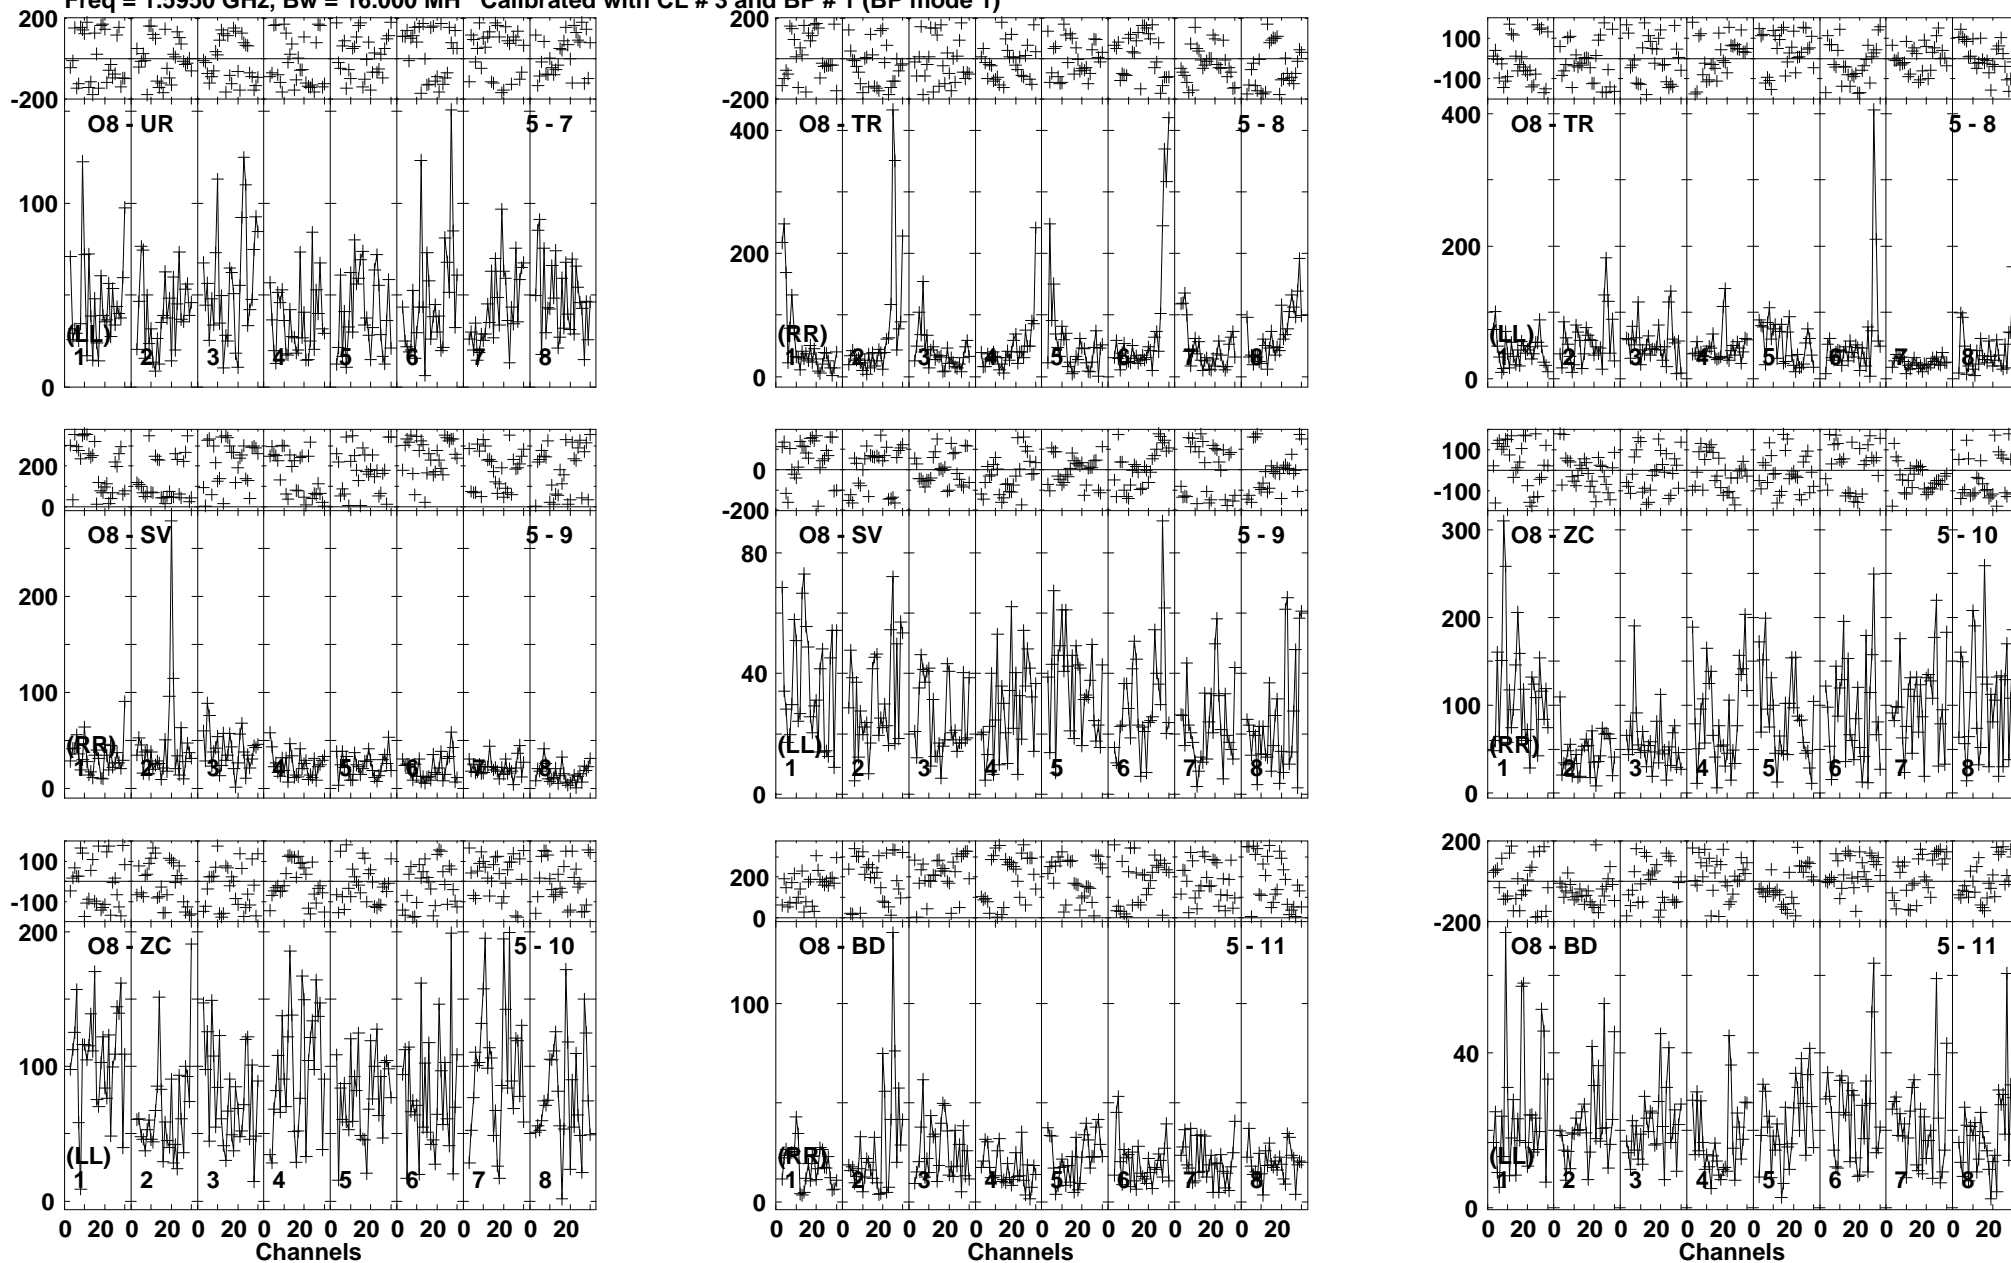 Freq = 1.5950 GHz, Bw = 16.000 MH Calibrated with CL # 3 and BP # 1 (BP mode 1)
200
-200
O8 - UR 5 - 7
100
0
(LL)
1 2 3 4 5 6 7 8
200
-200
O8 - TR 5 - 8
400
200
0
(RR)
1 2 3 4 5 6 7 8
100
-100
O8 - TR 5 - 8
400
200
0
(LL)
1 2 3 4 5 6 7 8
200
0
O8 - SV 5 - 9
200
100
0
(RR)
1 2 3 4 5 6 7 8
0
-200
O8 - SV 5 - 9
80
40
0
(LL)
1 2 3 4 5 6 7 8
100
-100
O8 - ZC 5 - 10
300
200
100
0
(RR)
1 2 3 4 5 6 7 8
100
-100
O8 - ZC 5 - 10
200
100
0
(LL)
1 2 3 4 5 6 7 8
0 20 0 20 0 20 0 20 0 20 0 20 0 20 0 20
Channels
200
0
O8 - BD 5 - 11
100
0
(RR)
1 2 3 4 5 6 7 8
0 20 0 20 0 20 0 20 0 20 0 20 0 20 0 20
Channels
200
-200
O8 - BD 5 - 11
40
0
(LL)
1 2 3 4 5 6 7 8
0 20 0 20 0 20 0 20 0 20 0 20 0 20 0 20
Channels